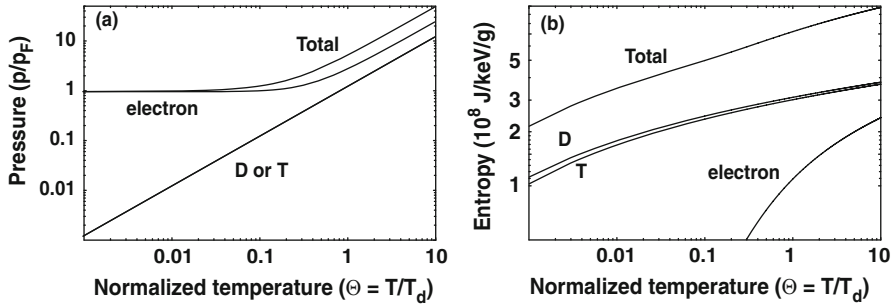 (a)
10
1
0.1
0.01
Pressure (p/p_F)
Total
electron
D or T
0.01
0.1
1
10
Normalized temperature (Θ = T/T_d)
(b)
5
3
2
1
Entropy (10^8 J/keV/g)
Total
D
T
electron
0.01
0.1
1
10
Normalized temperature (Θ = T/T_d)